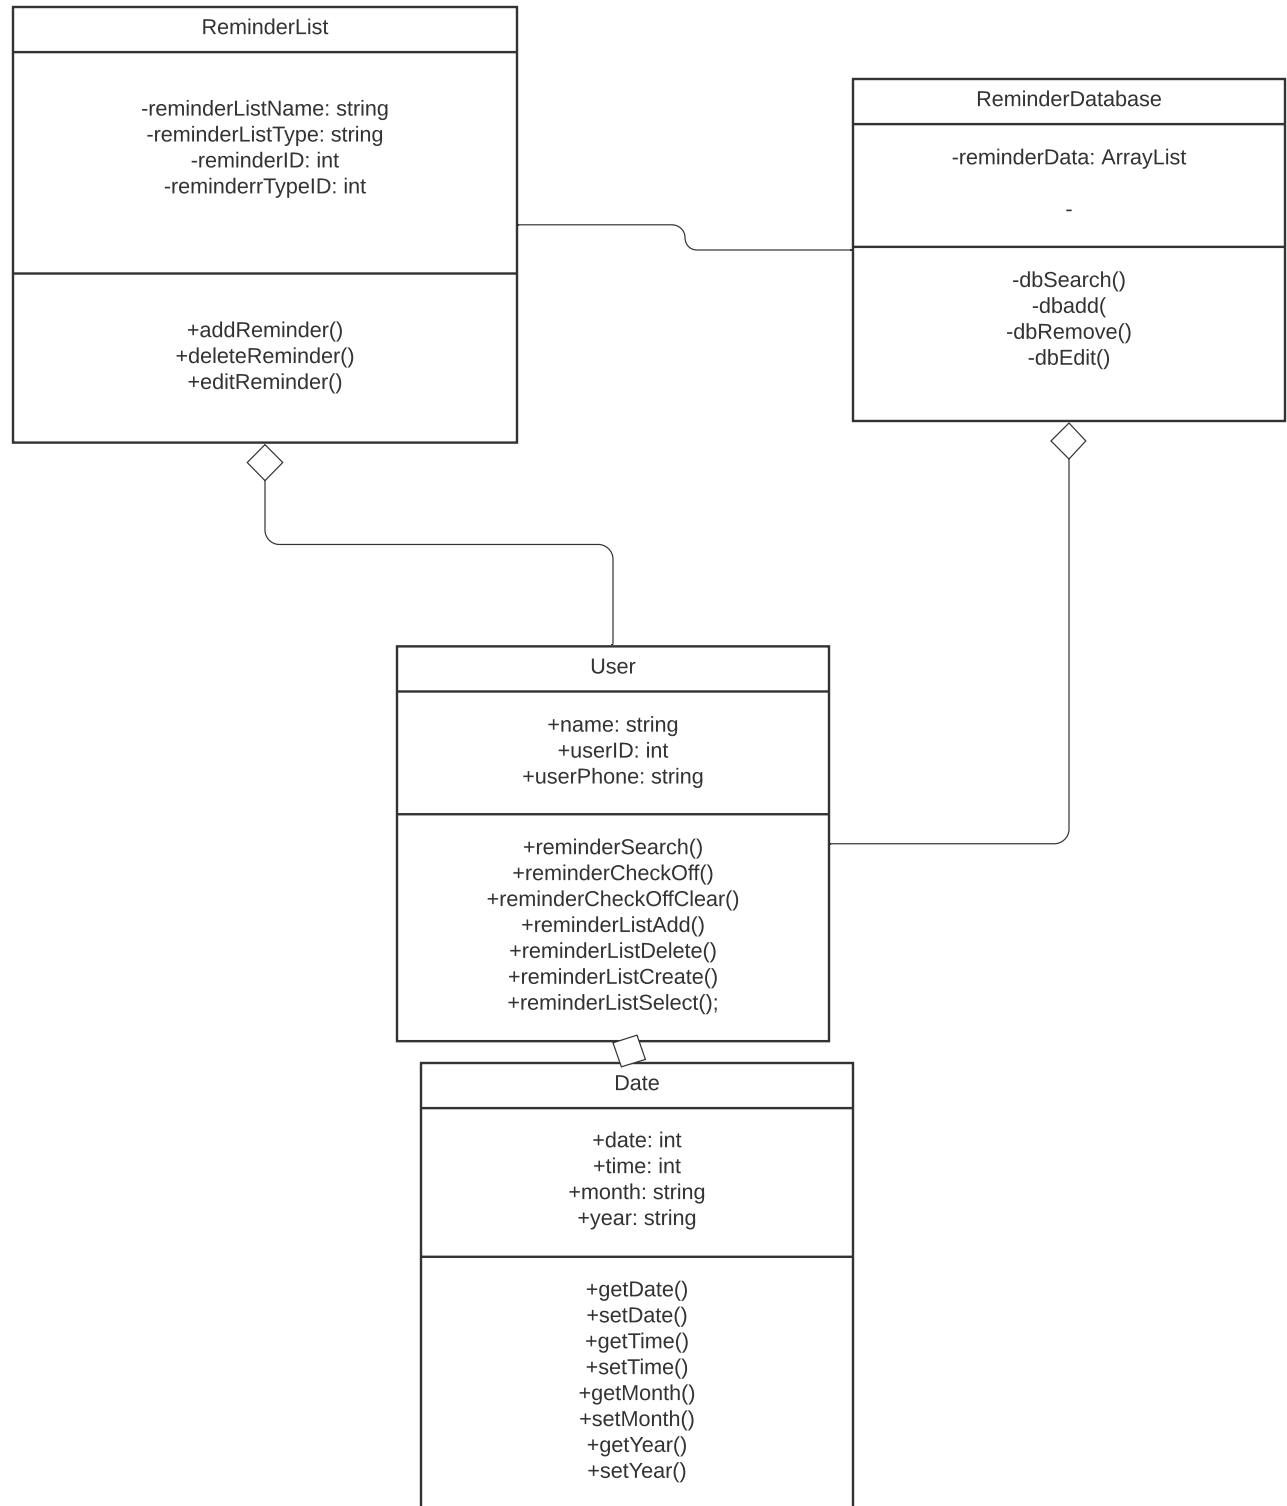 ReminderList
-reminderListName: string
-reminderListType: string
-reminderID: int
-reminderrTypeID: int
+addReminder()
+deleteReminder()
+editReminder()
ReminderDatabase
-reminderData: ArrayList
-
-dbSearch()
-dbadd(
-dbRemove()
-dbEdit()
User
+name: string
+userID: int
+userPhone: string
+reminderSearch()
+reminderCheckOff()
+reminderCheckOffClear()
+reminderListAdd()
+reminderListDelete()
+reminderListCreate()
+reminderListSelect();
Date
+date: int
+time: int
+month: string
+year: string
+getDate()
+setDate()
+getTime()
+setTime()
+getMonth()
+setMonth()
+getYear()
+setYear()